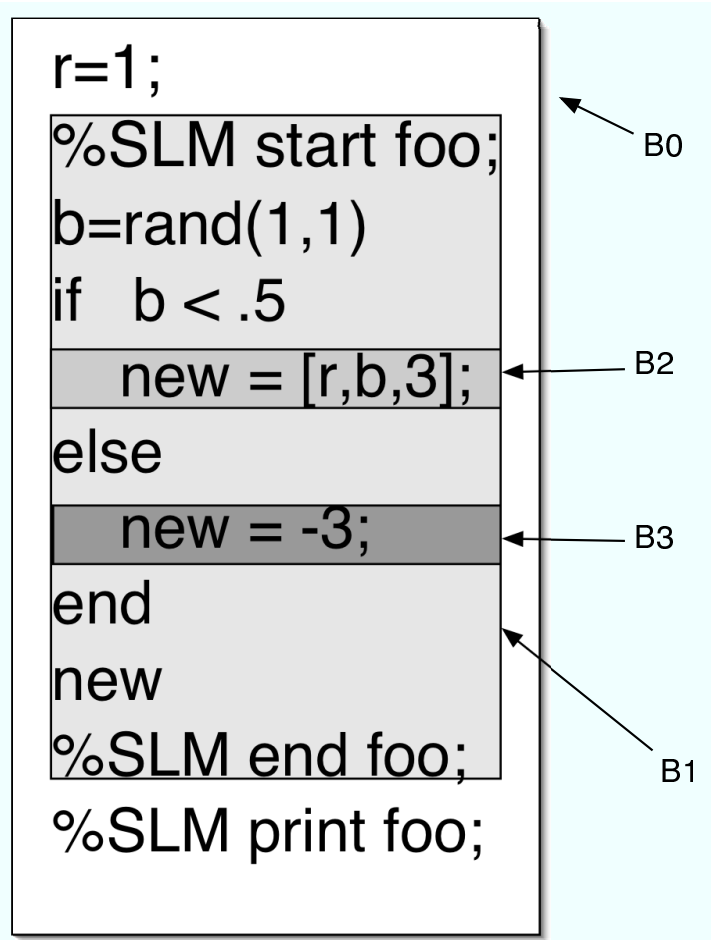 r=1;
%SLM start foo;
b=rand(1,1)
if b < .5
new = [r,b,3];
else
new = -3;
end
new
%SLM end foo;
%SLM print foo;
B0
B2
B3
B1